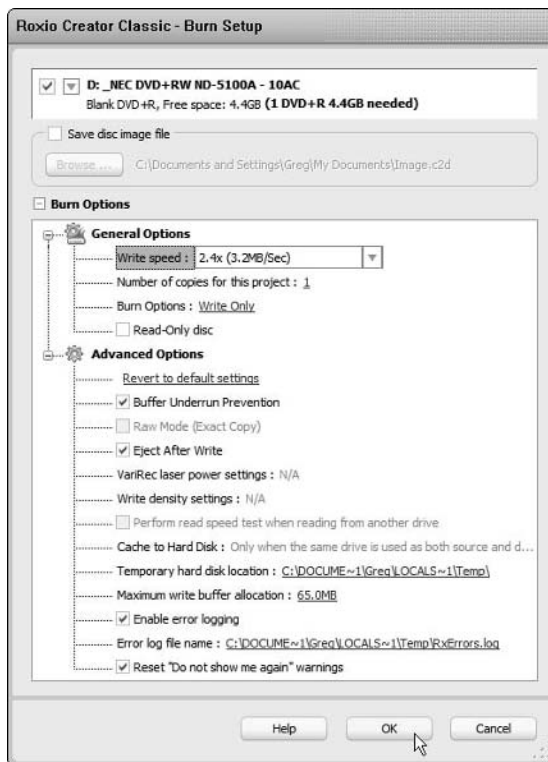 Roxio Creator Classic - Burn Setup
D: _NEC DVD+RW ND-5100A - 10AC
Blank DVD+R, Free space: 4.4GB (1 DVD+R 4.4GB needed)
Save disc image file
Browse ... C:\Documents and Settings\Greg\My Documents\Image.c2d
Burn Options
General Options
Write speed : 2.4x (3.2MB/Sec)
Number of copies for this project : 1
Burn Options : Write Only
Read-Only disc
Advanced Options
Revert to default settings
Buffer Underrun Prevention
Raw Mode (Exact Copy)
Eject After Write
VariRec laser power settings : N/A
Write density settings : N/A
Perform read speed test when reading from another drive
Cache to Hard Disk : Only when the same drive is used as both source and d...
Temporary hard disk location : C:\DOCUME~1\Greg\LOCALS~1\Temp\
Maximum write buffer allocation : 65.0MB
Enable error logging
Error log file name : C:\DOCUME~1\Greg\LOCALS~1\Temp\RxErrors.log
Reset "Do not show me again" warnings
Help OK Cancel